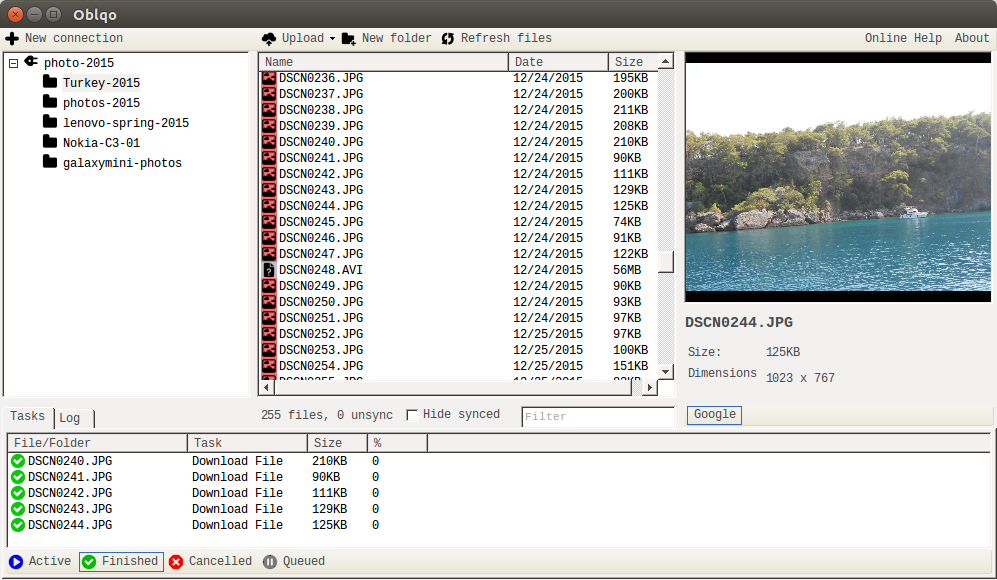 Oblqo
New connection
Upload New folder Refresh files
Online Help About
photo-2015
Turkey-2015
photos-2015
lenovo-spring-2015
Nokia-C3-01
galaxymini-photos
Name Date Size
DSCN0236.JPG 12/24/2015 195KB
DSCN0237.JPG 12/24/2015 200KB
DSCN0238.JPG 12/24/2015 211KB
DSCN0239.JPG 12/24/2015 208KB
DSCN0240.JPG 12/24/2015 210KB
DSCN0241.JPG 12/24/2015 90KB
DSCN0242.JPG 12/24/2015 111KB
DSCN0243.JPG 12/24/2015 129KB
DSCN0244.JPG 12/24/2015 125KB
DSCN0245.JPG 12/24/2015 74KB
DSCN0246.JPG 12/24/2015 91KB
DSCN0247.JPG 12/24/2015 122KB
DSCN0248.AVI 12/24/2015 56MB
DSCN0249.JPG 12/24/2015 90KB
DSCN0250.JPG 12/24/2015 93KB
DSCN0251.JPG 12/24/2015 97KB
DSCN0252.JPG 12/25/2015 97KB
DSCN0253.JPG 12/25/2015 100KB
DSCN0254.JPG 12/25/2015 151KB
255 files, 0 unsync Hide synced Filter
DSCN0244.JPG
Size: 125KB
Dimensions 1023 x 767
Google
Tasks Log
File/Folder Task Size %
DSCN0240.JPG Download File 210KB 0
DSCN0241.JPG Download File 90KB 0
DSCN0242.JPG Download File 111KB 0
DSCN0243.JPG Download File 129KB 0
DSCN0244.JPG Download File 125KB 0
Active Finished Cancelled Queued